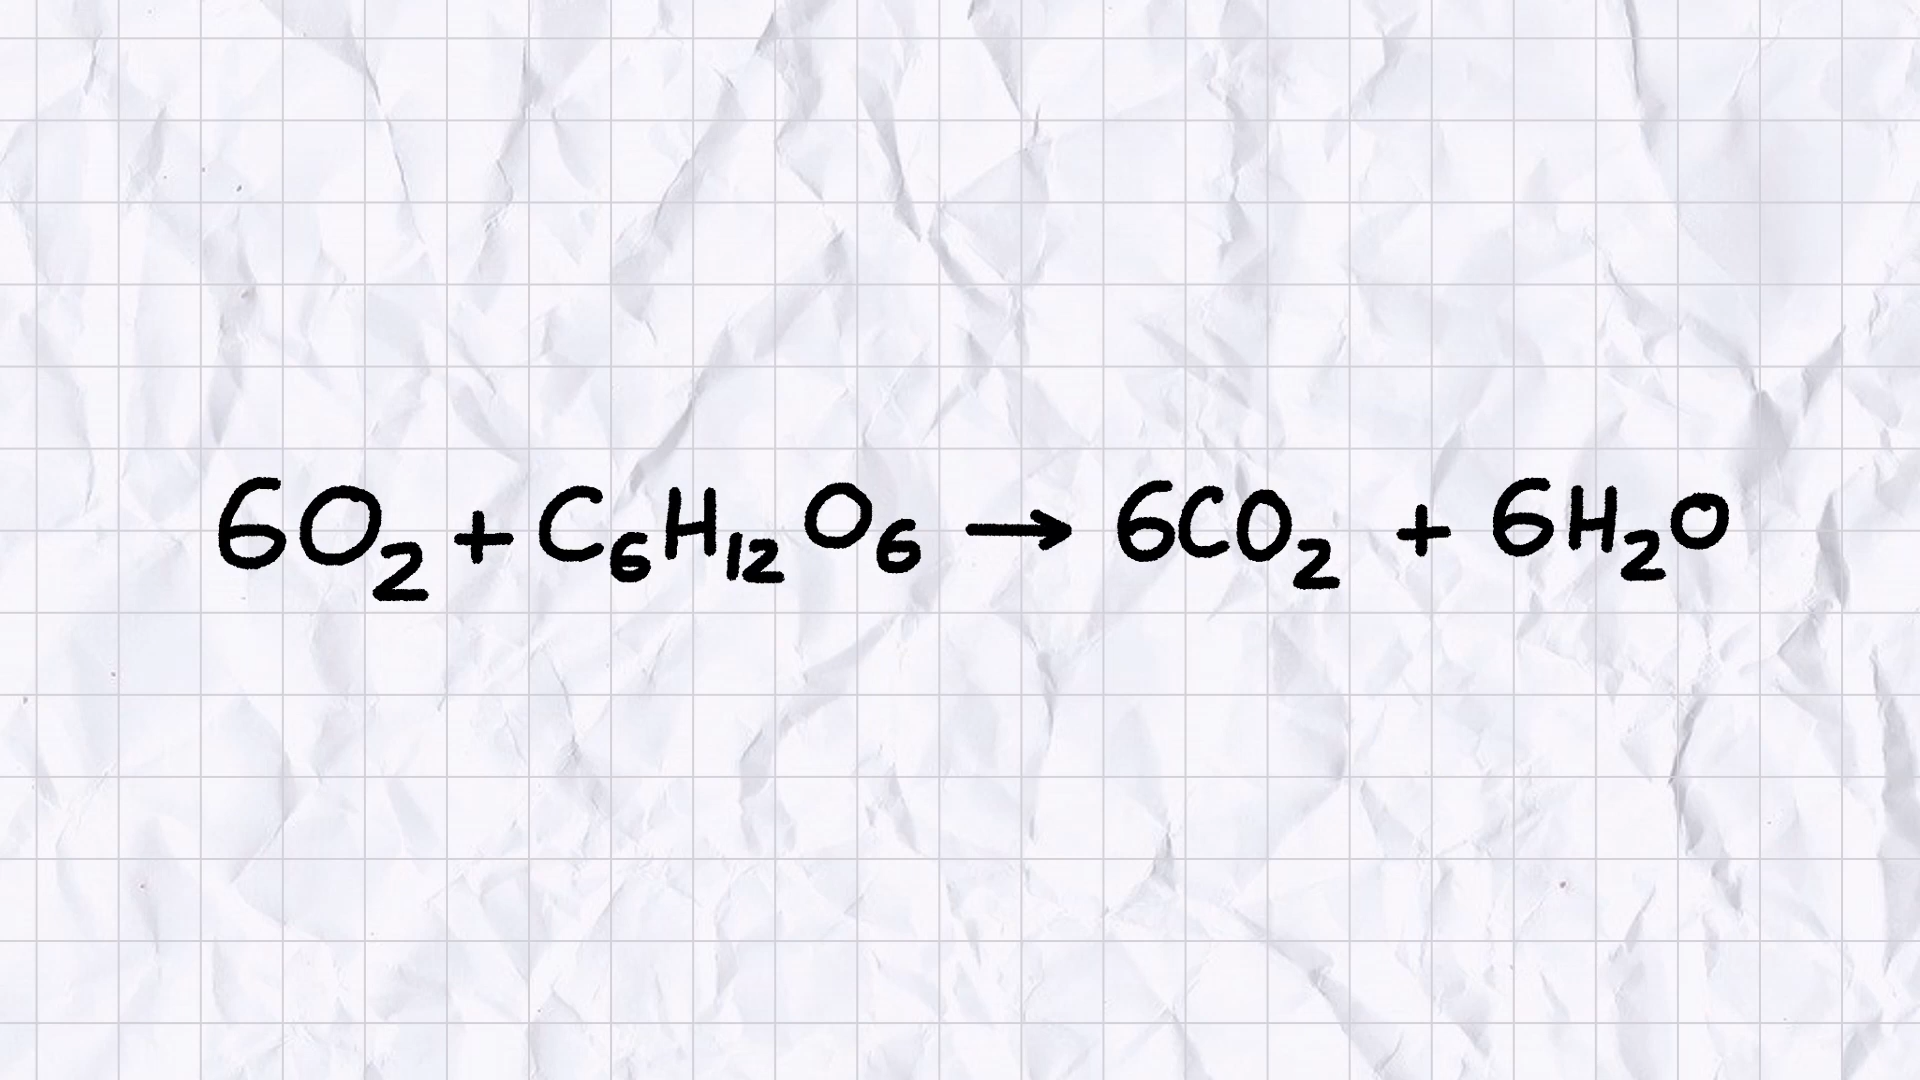 6O₂ + C₆H₁₂O₆ → 6CO₂ + 6H₂O